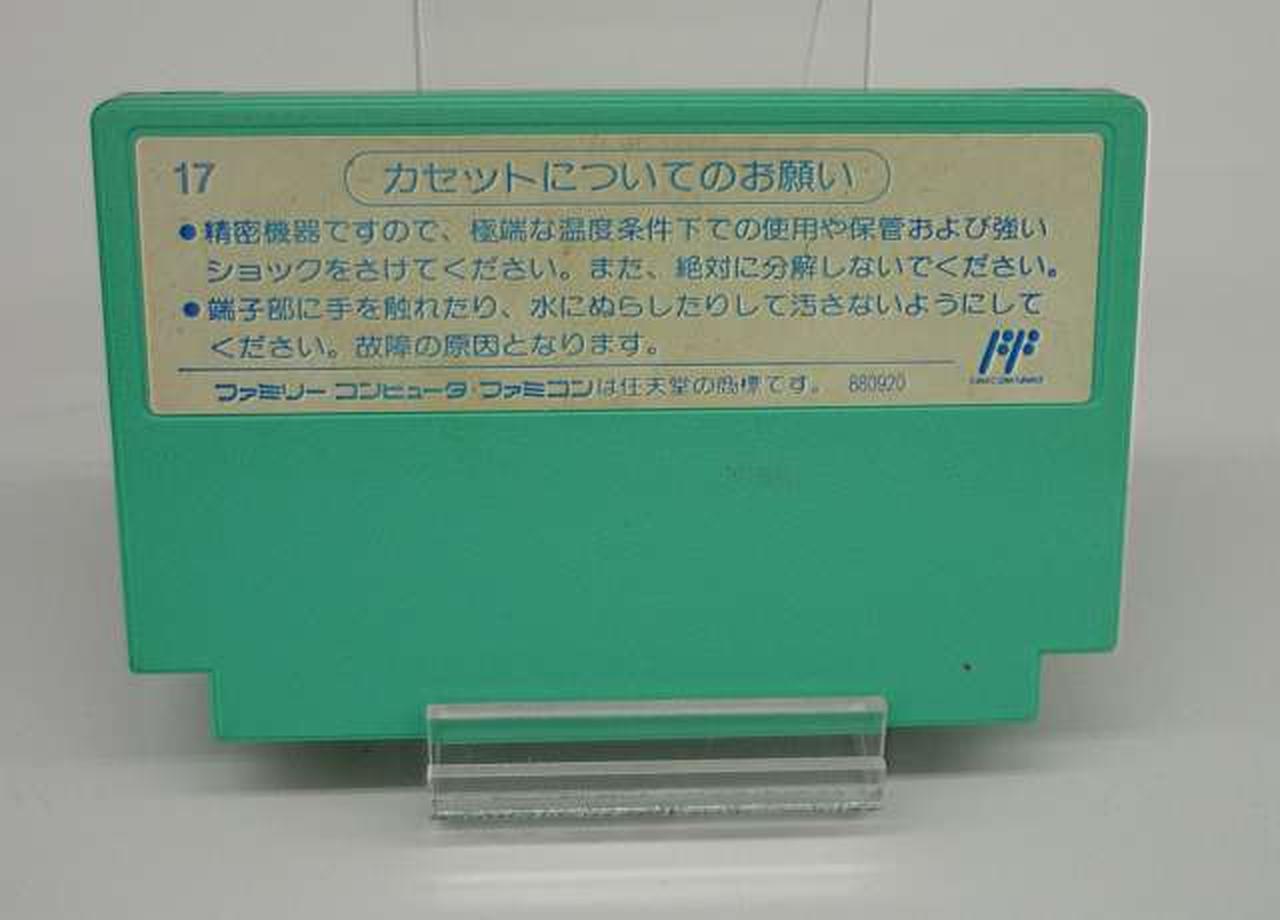 17
カセットについてのお願い
●精密機器ですので、極端な温度条件下での使用や保管および強い
ショックをさけてください。また、絶対に分解しないでください。
●端子部に手を触れたり、水にぬらしたりして汚さないようにして
ください。故障の原因となります。
ファミリーコンピュータ・ファミコンは任天堂の商標です。 880920